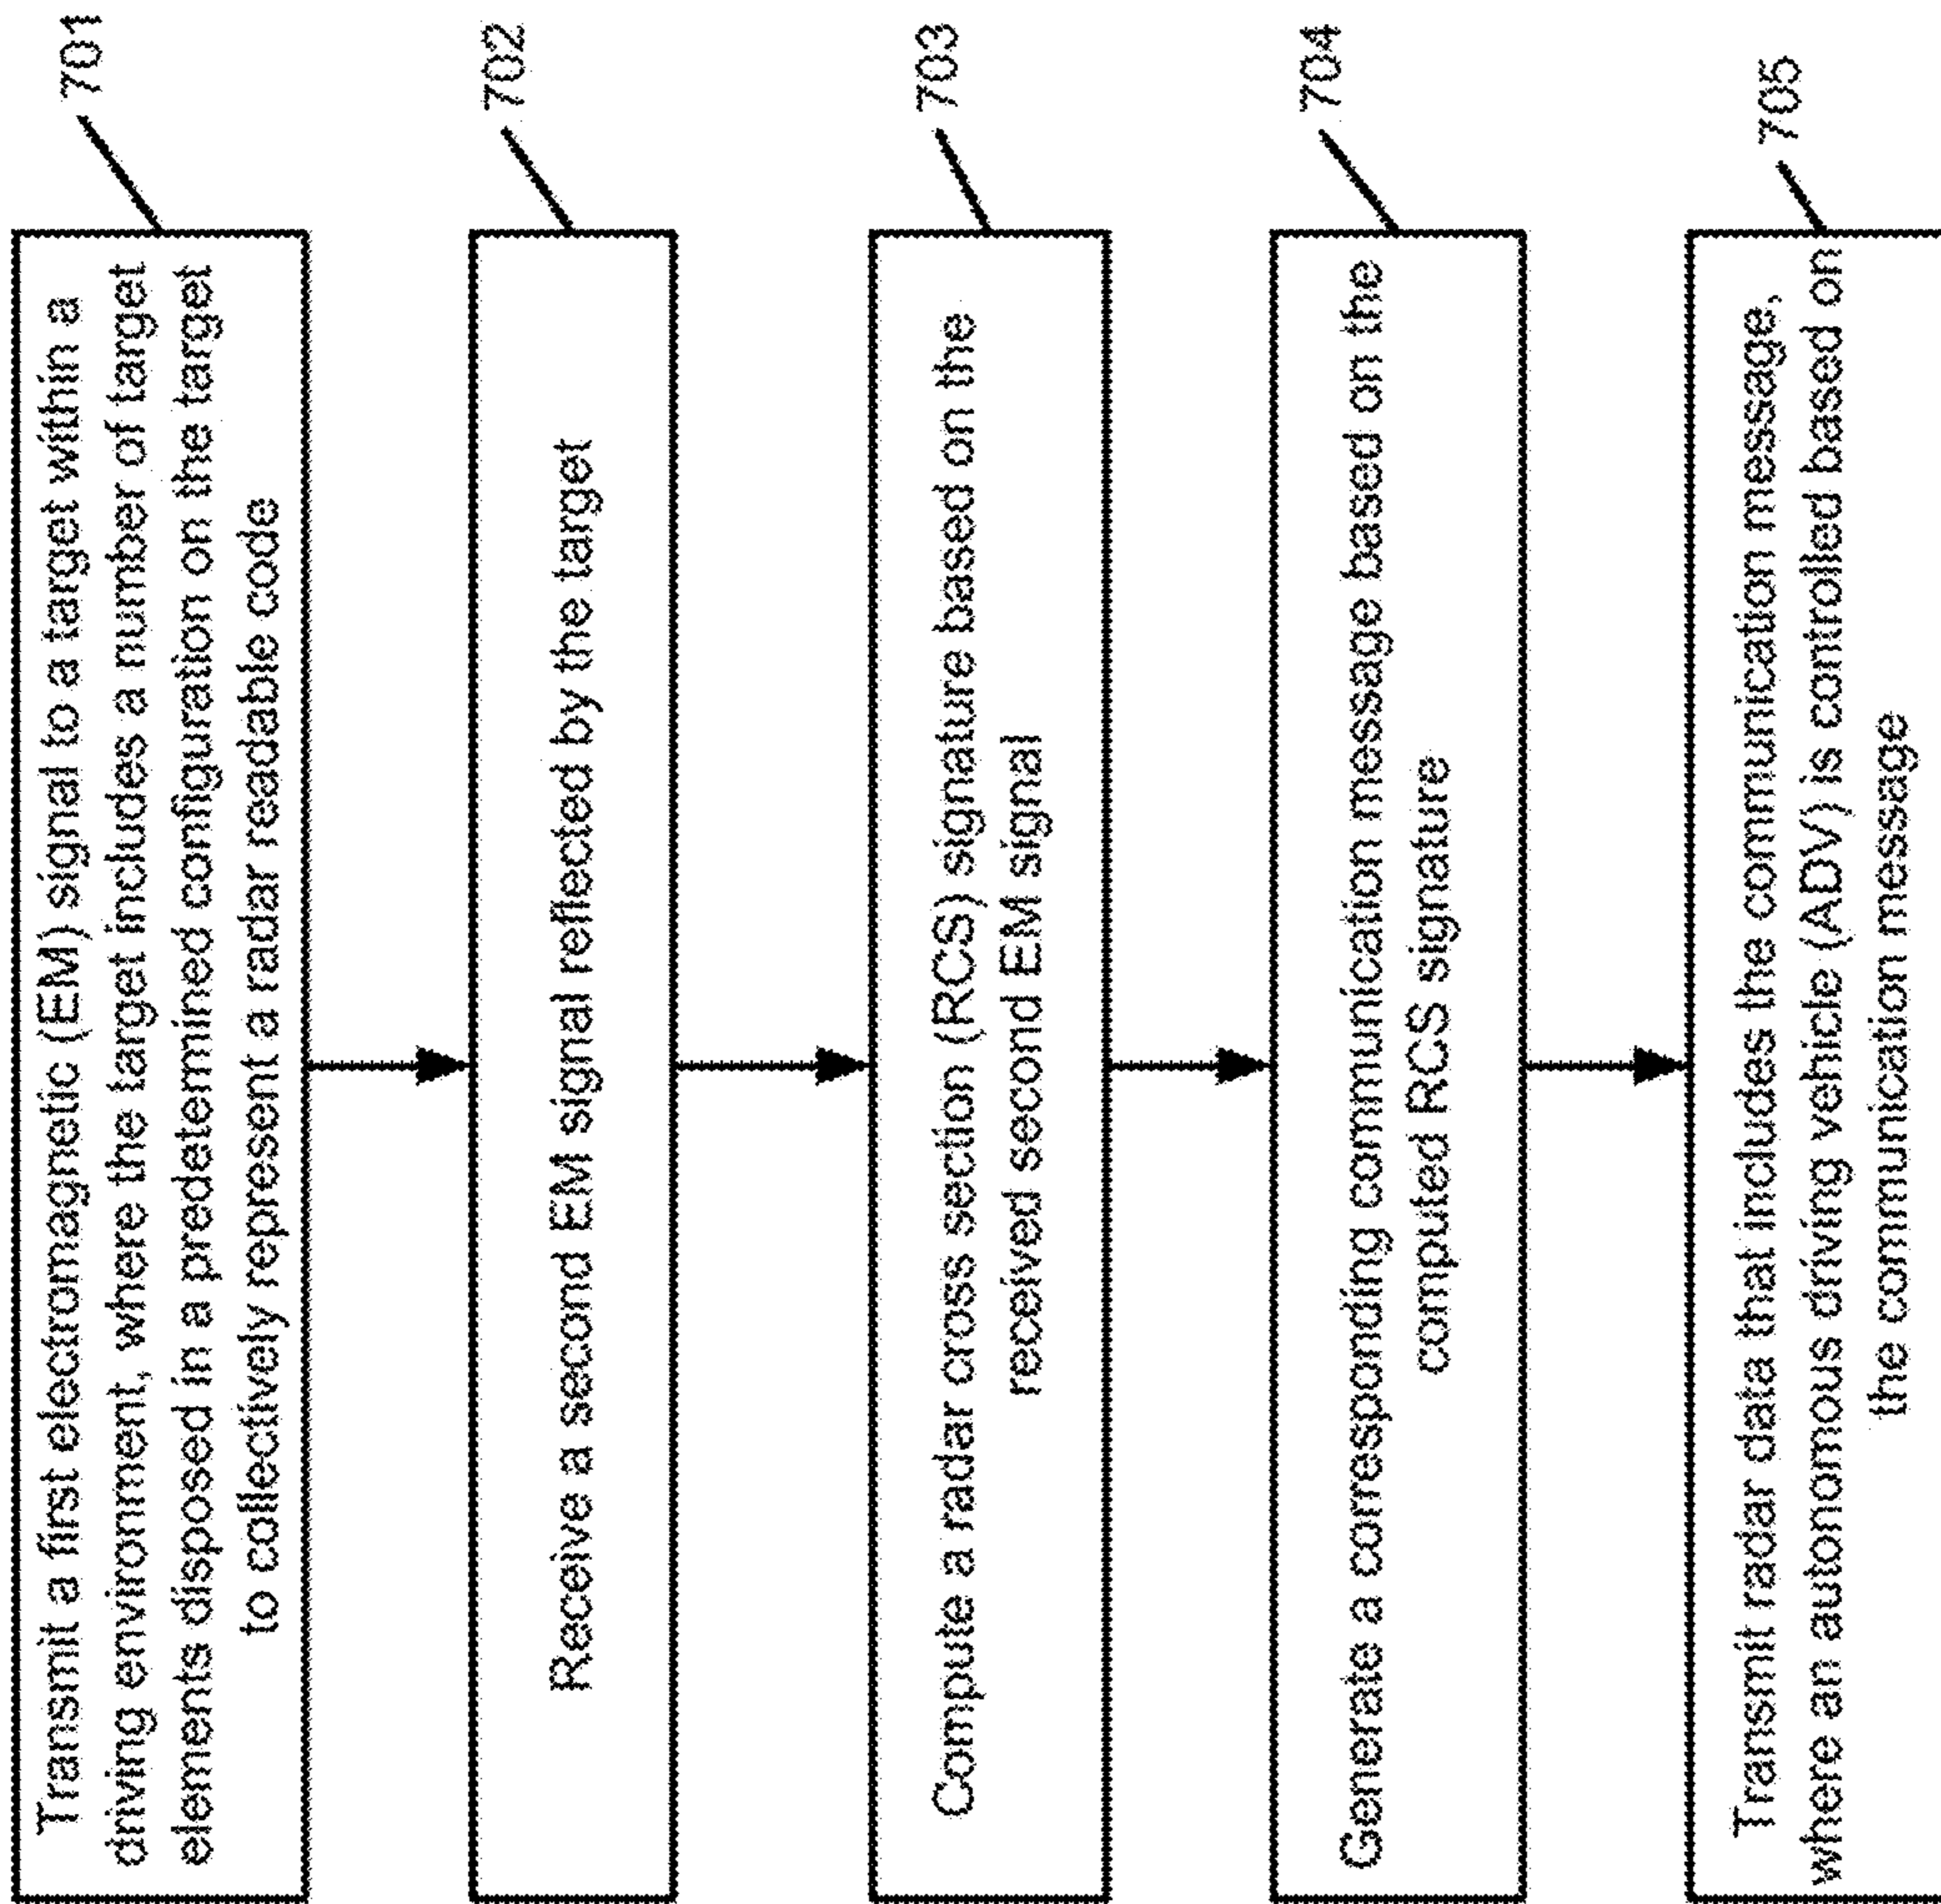 Transmit a first electromagnetic (EM) signal to a target within a
driving environment, where the target includes a number of target
elements disposed in a predetermined configuration on the target
to collectively represent a radar readable code
701
Receive a second EM signal reflected by the target
702
Compute a radar cross section (RCS) signature based on the
received second EM signal
703
Generate a corresponding communication message based on the
computed RCS signature
704
Transmit radar data that includes the communication message,
where an autonomous driving vehicle (ADV) is controlled based on
the communication message
705